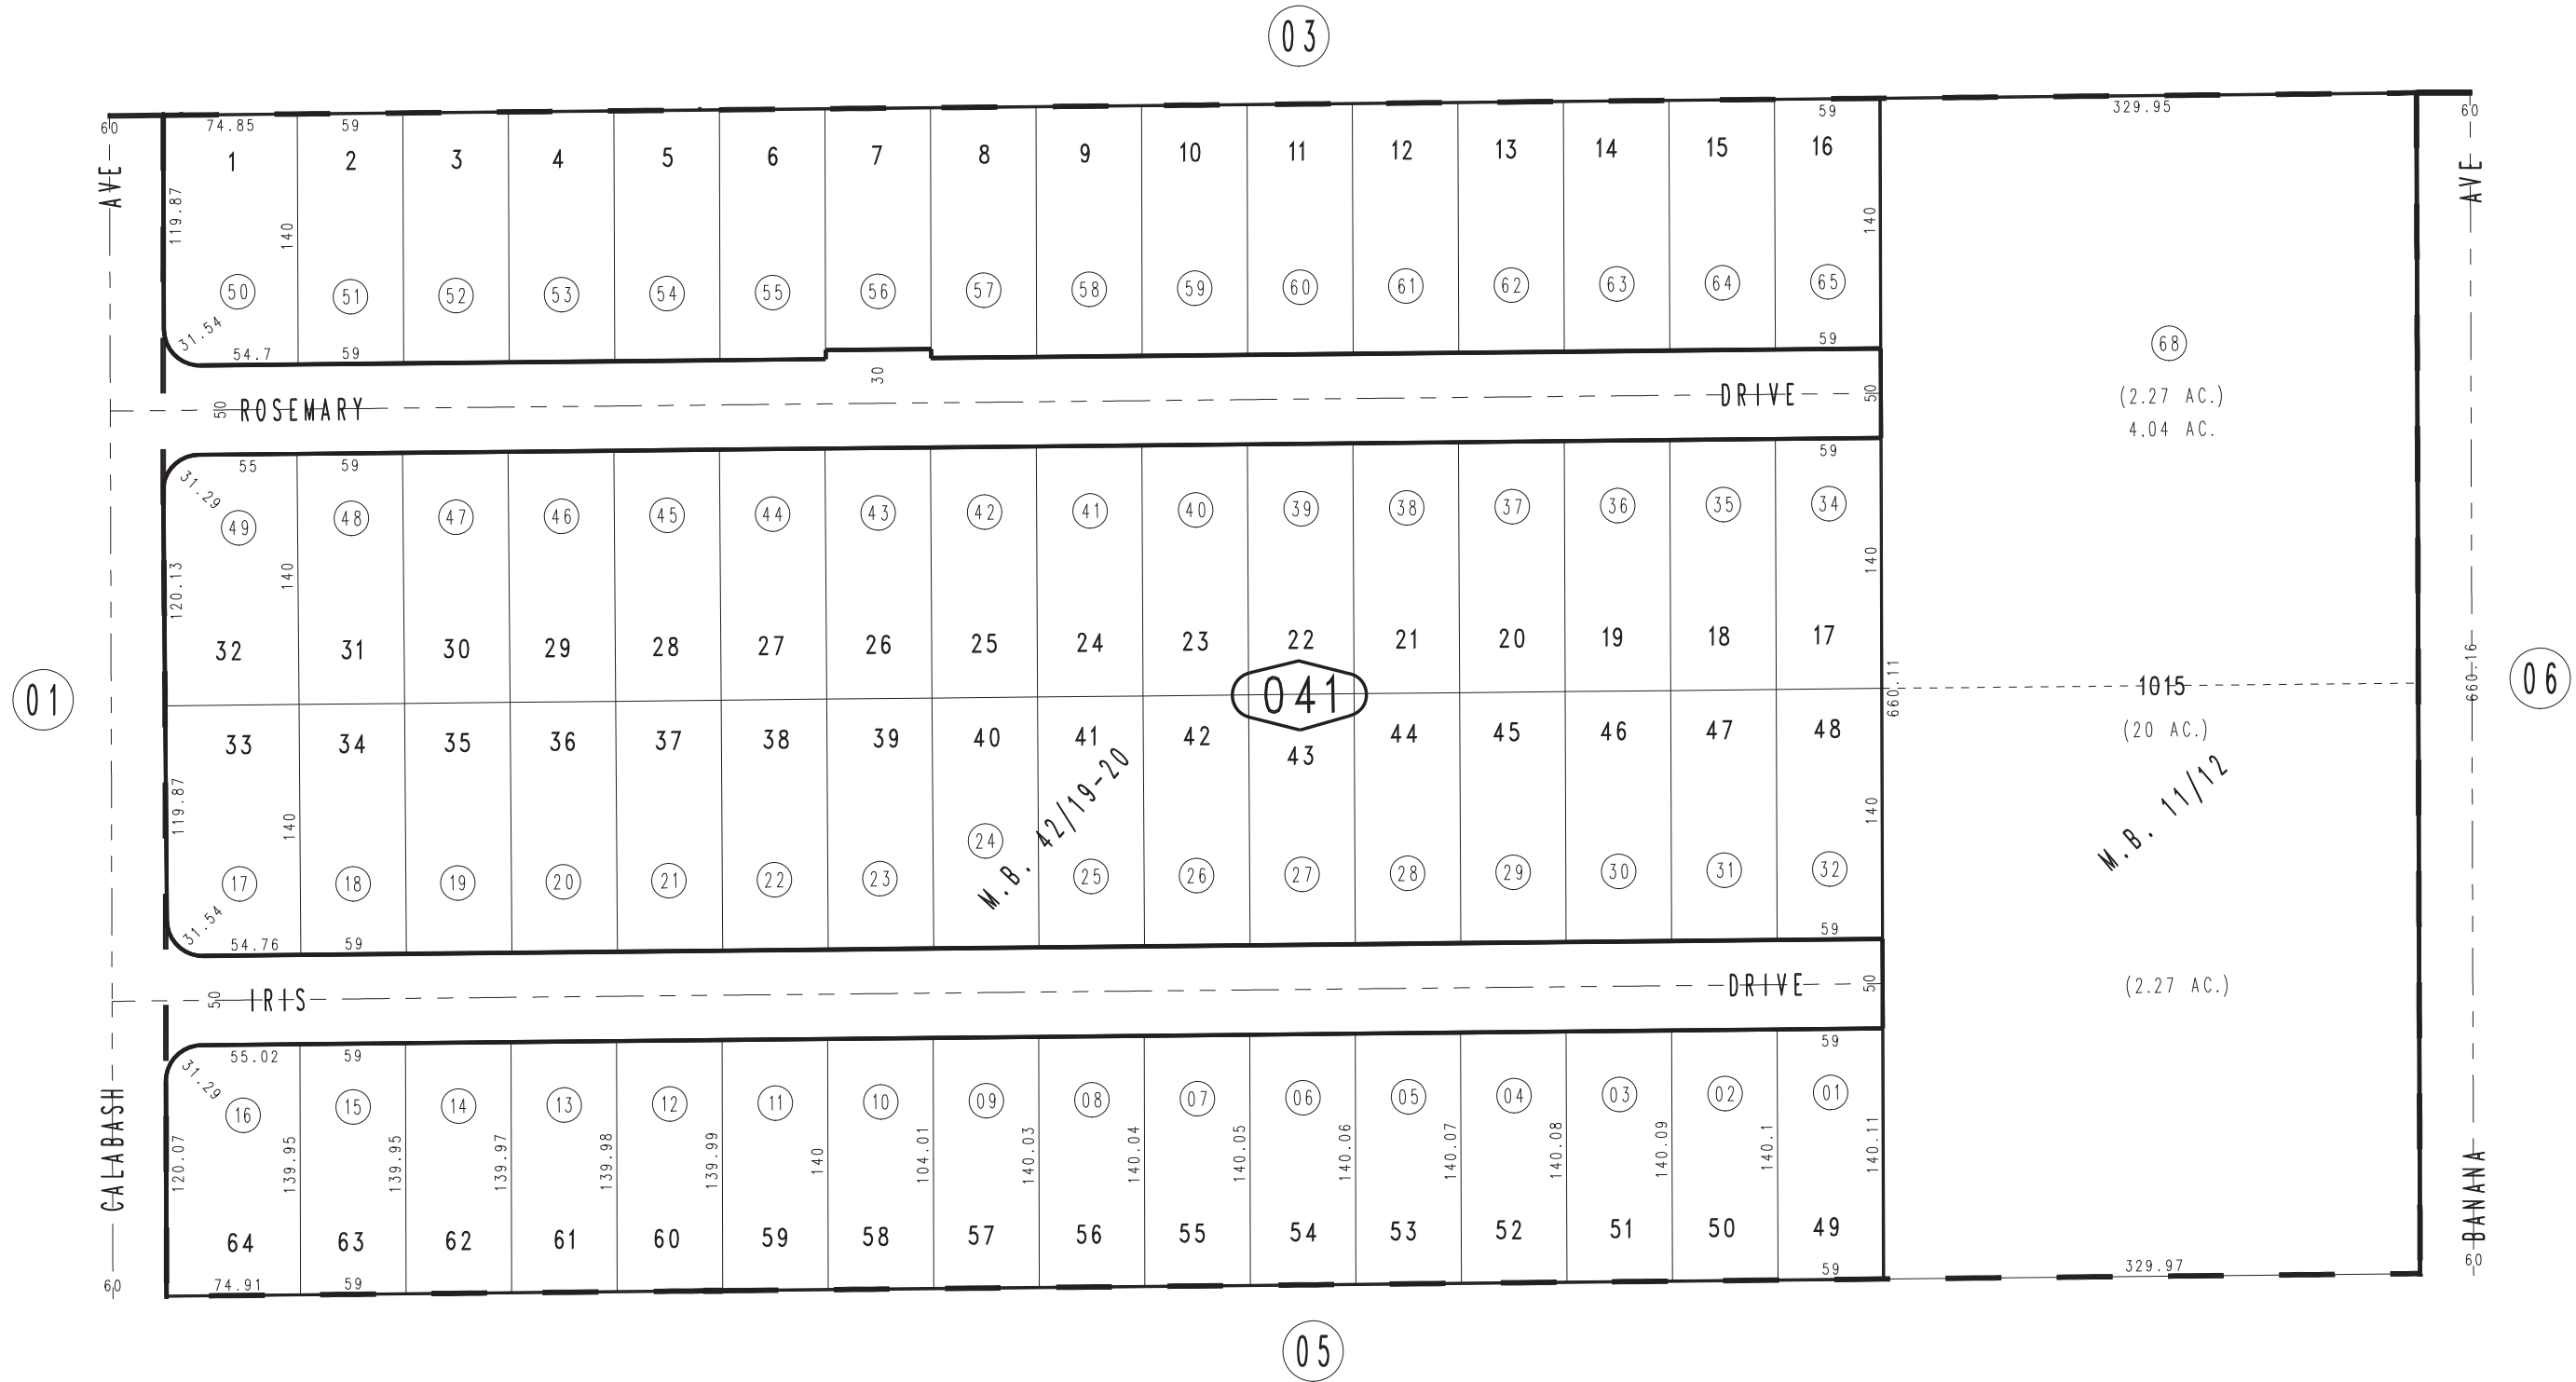 03
60 74.85 59 59 329.95 60
1 2 3 4 5 6 7 8 9 10 11 12 13 14 15 16
AVE 119.87 140 140 AVE
50 51 52 53 54 55 56 57 58 59 60 61 62 63 64 65
31.54 54.7 59 59
68
30
50 ROSEMARY DRIVE 50
(2.27 AC.)
4.04 AC.
55 59 59
31.29
49 48 47 46 45 44 43 42 41 40 39 38 37 36 35 34
120.13 140 140
32 31 30 29 28 27 26 25 24 23 22 21 20 19 18 17
01 041 660.11 1015 660.16 06
(20 AC.)
33 34 35 36 37 38 39 40 41 42 43 44 45 46 47 48
M.B. 42/19-20
M.B. 11/12
119.87 140 140
17 18 19 20 21 22 23 24 25 26 27 28 29 30 31 32
31.54 54.76 59 59
50 IRIS DRIVE 50
(2.27 AC.)
55.02 59 59
31.29
16 15 14 13 12 11 10 09 08 07 06 05 04 03 02 01
CALABASH 120.07 139.95 139.95 139.97 139.98 139.99 140 104.01 140.03 140.04 140.05 140.06 140.07 140.08 140.09 140.1 140.11 BANANA
64 63 62 61 60 59 58 57 56 55 54 53 52 51 50 49
60 74.91 59 59 329.97 60
05